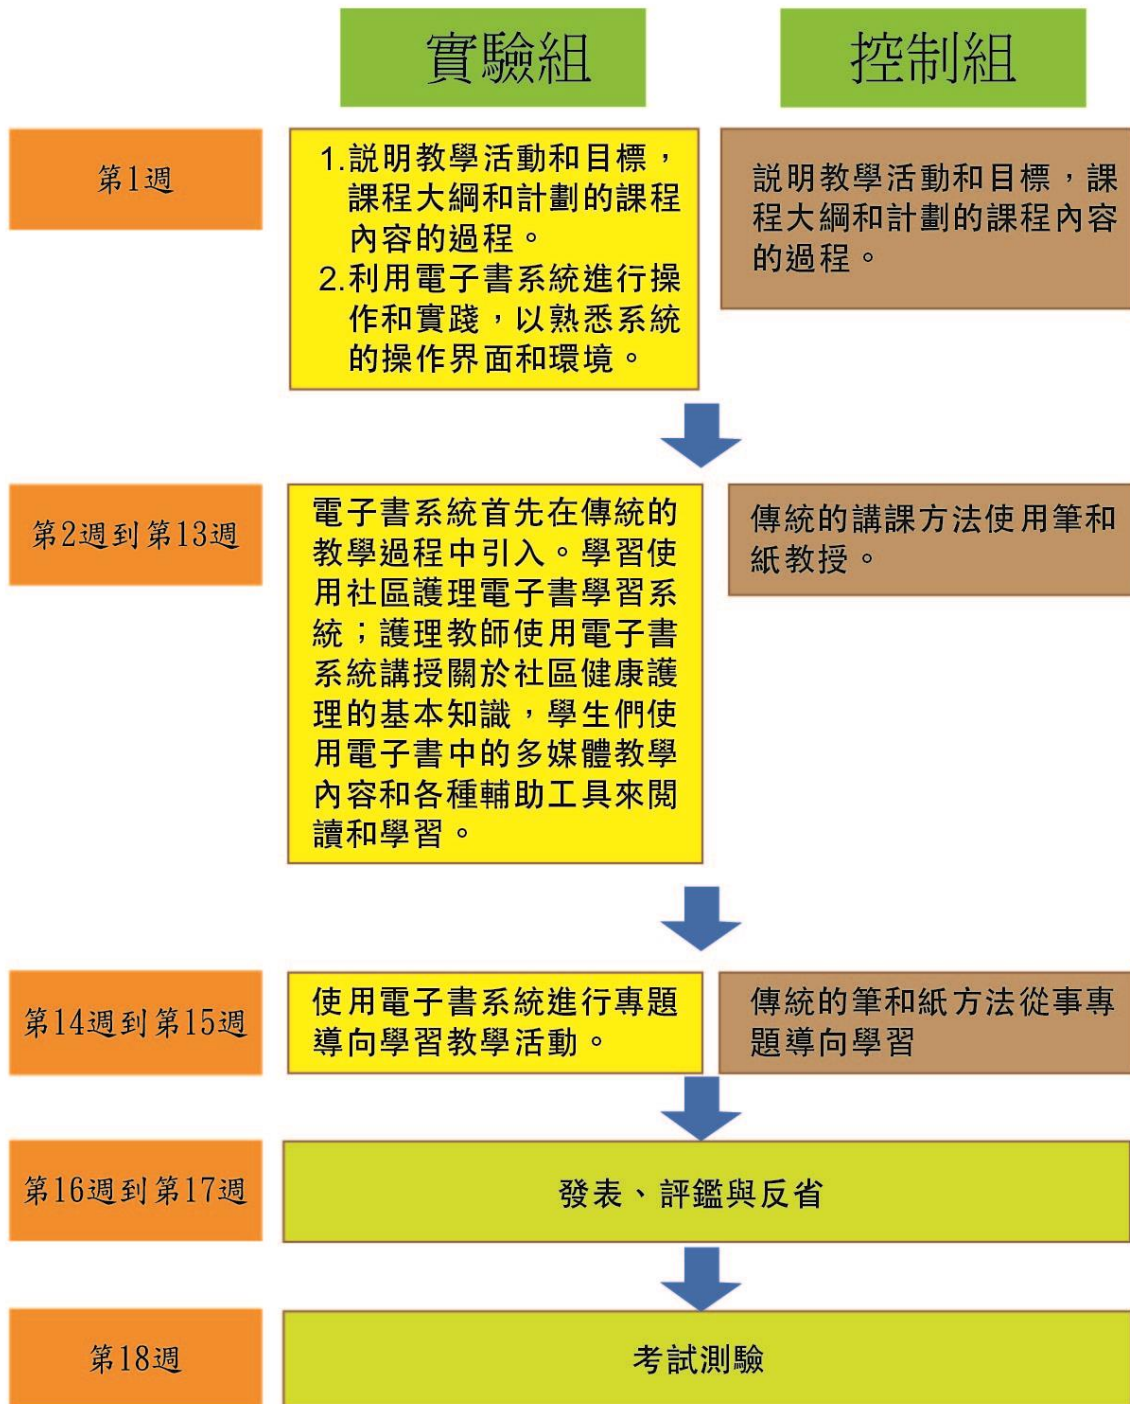 實驗組
控制組
第1週
1.説明教學活動和目標，
課程大綱和計劃的課程
內容的過程。
2.利用電子書系統進行操
作和實踐，以熟悉系統
的操作界面和環境。
説明教學活動和目標，課
程大綱和計劃的課程內容
的過程。
第2週到第13週
電子書系統首先在傳統的
教學過程中引入。學習使
用社區護理電子書學習系
統；護理教師使用電子書
系統講授關於社區健康護
理的基本知識，學生們使
用電子書中的多媒體教學
內容和各種輔助工具來閱
讀和學習。
傳統的講課方法使用筆和
紙教授。
第14週到第15週
使用電子書系統進行專題
導向學習教學活動。
傳統的筆和紙方法從事專
題導向學習
第16週到第17週
發表、評鑑與反省
第18週
考試測驗